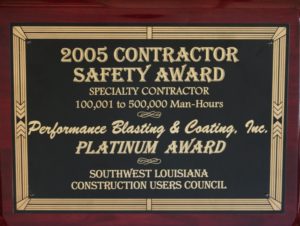 2005 CONTRACTOR
SAFETY AWARD
SPECIALTY CONTRACTOR
100,001 to 500,000 Man-Hours
Performance Blasting & Coating, Inc.
PLATINUM AWARD
SOUTHWEST LOUISIANA
CONSTRUCTION USERS COUNCIL